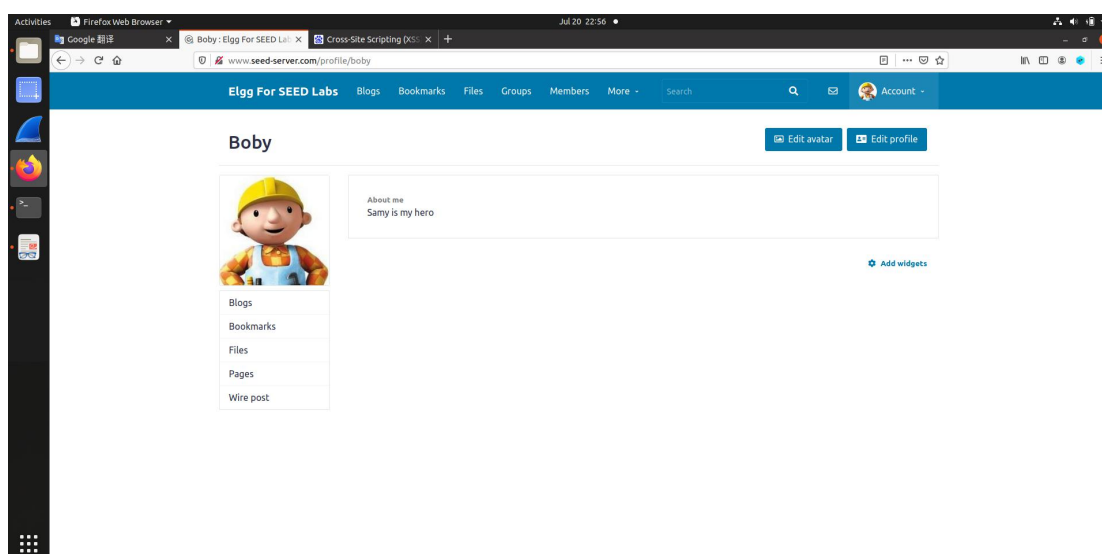 Activities Firefox Web Browser Jul 20 22:56
Google 翻译 Boby : Elgg For SEED Lab Cross-Site Scripting (XSS
www.seed-server.com/profile/boby
Elgg For SEED Labs Blogs Bookmarks Files Groups Members More Search Account
Boby Edit avatar Edit profile
About me
Samy is my hero
Add widgets
Blogs
Bookmarks
Files
Pages
Wire post